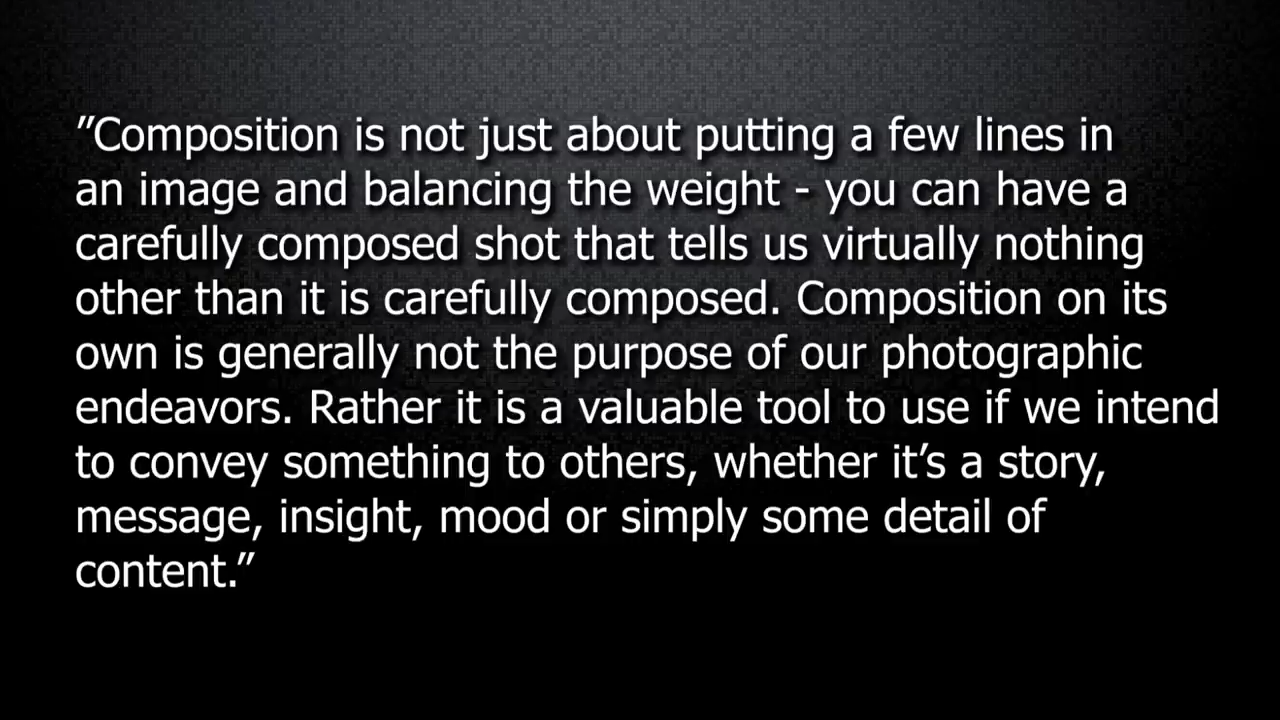 ”Composition is not just about putting a few lines in
an image and balancing the weight - you can have a
carefully composed shot that tells us virtually nothing
other than it is carefully composed. Composition on its
own is generally not the purpose of our photographic
endeavors. Rather it is a valuable tool to use if we intend
to convey something to others, whether it’s a story,
message, insight, mood or simply some detail of
content.”